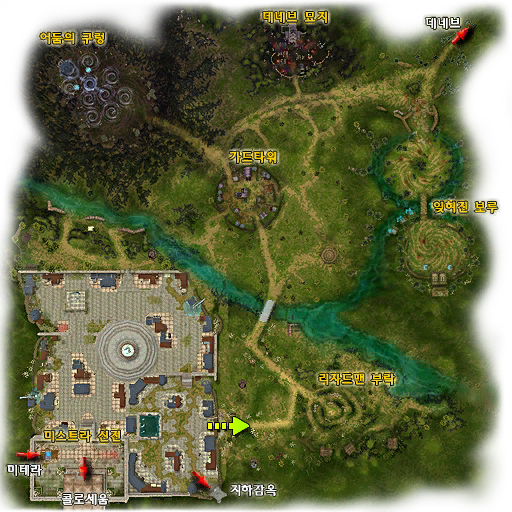 데네브 묘지
데네브
어둠의 구렁
가드타워
잊혀진 보루
리자드맨 부락
미스트라 신전
미테라
콜로세움
지하감옥